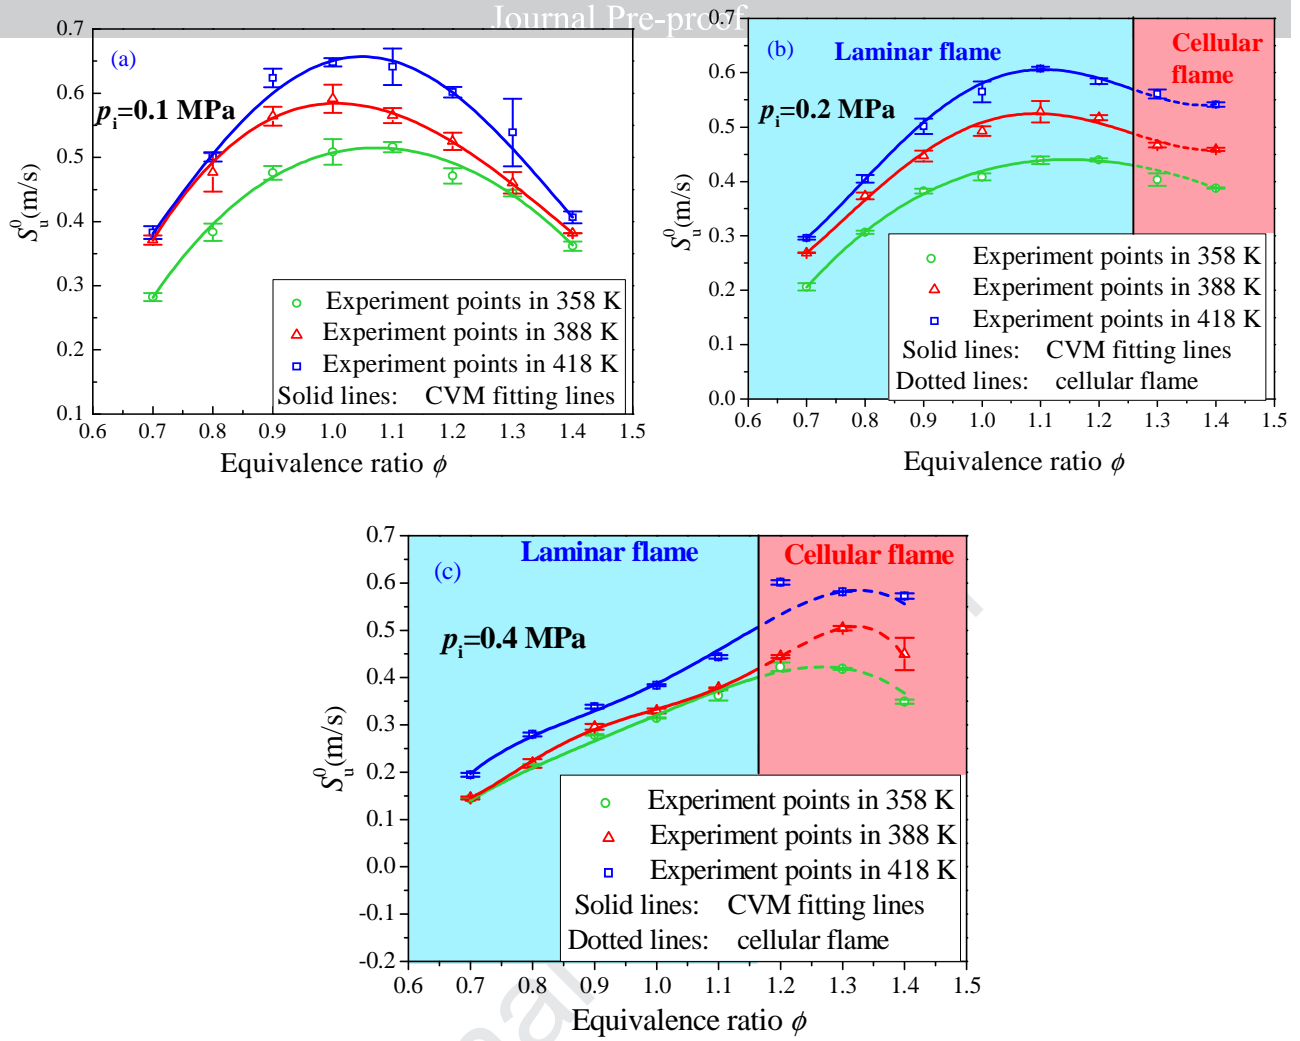 Journal Pre-proof
(a)
p_i=0.1 MPa
S_u^0(m/s)
0.7
0.6
0.5
0.4
0.3
0.2
0.1
Experiment points in 358 K
Experiment points in 388 K
Experiment points in 418 K
Solid lines: CVM fitting lines
0.6 0.7 0.8 0.9 1.0 1.1 1.2 1.3 1.4 1.5
Equivalence ratio ϕ
(b)
Laminar flame
Cellular
flame
p_i=0.2 MPa
S_u^0(m/s)
0.7
0.6
0.5
0.4
0.3
0.2
0.1
0.0
Experiment points in 358 K
Experiment points in 388 K
Experiment points in 418 K
Solid lines: CVM fitting lines
Dotted lines: cellular flame
0.6 0.7 0.8 0.9 1.0 1.1 1.2 1.3 1.4 1.5
Equivalence ratio ϕ
(c)
Laminar flame
Cellular flame
p_i=0.4 MPa
S_u^0(m/s)
0.7
0.6
0.5
0.4
0.3
0.2
0.1
0.0
-0.1
-0.2
Experiment points in 358 K
Experiment points in 388 K
Experiment points in 418 K
Solid lines: CVM fitting lines
Dotted lines: cellular flame
0.6 0.7 0.8 0.9 1.0 1.1 1.2 1.3 1.4 1.5
Equivalence ratio ϕ